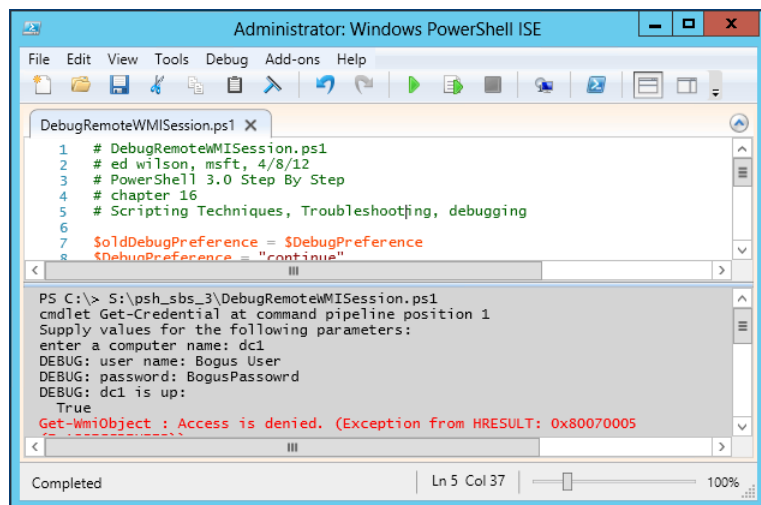 Administrator: Windows PowerShell ISE
File Edit View Tools Debug Add-ons Help
DebugRemoteWMISession.ps1 X
1 # DebugRemoteWMISession.ps1
2 # ed wilson, msft, 4/8/12
3 # PowerShell 3.0 Step By Step
4 # chapter 16
5 # Scripting Techniques, Troubleshooting, debugging
6
7 $oldDebugPreference = $DebugPreference
8 $DebugPreference = "continue"
PS C:\> S:\psh_sbs_3\DebugRemoteWMISession.ps1
cmdlet Get-Credential at command pipeline position 1
Supply values for the following parameters:
enter a computer name: dc1
DEBUG: user name: Bogus User
DEBUG: password: BogusPassowrd
DEBUG: dc1 is up:
True
Get-WmiObject : Access is denied. (Exception from HRESULT: 0x80070005
Completed
Ln 5 Col 37
100%